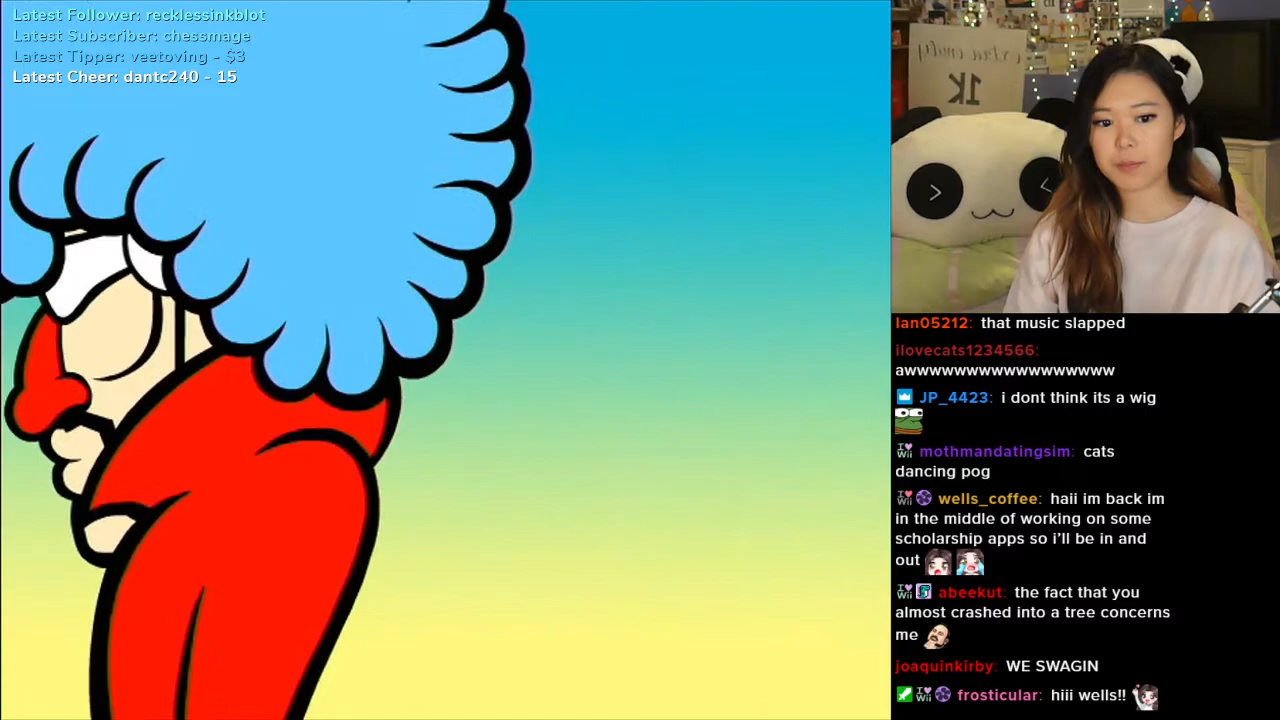 Latest Follower: recklessinkblot
Latest Subscriber: chessmage
Latest Tipper: veetoving - $3
Latest Cheer: dantc240 - 15
extra emily
1K
Ian05212: that music slapped
ilovecats1234566:
awwwwwwwwwwwwwwwww
JP_4423: i dont think its a wig
mothmandatingsim: cats
dancing pog
wells_coffee: haii im back im
in the middle of working on some
scholarship apps so i'll be in and
out
abeekut: the fact that you
almost crashed into a tree concerns
me
joaquinkirby: WE SWAGIN
frosticular: hiii wells!!